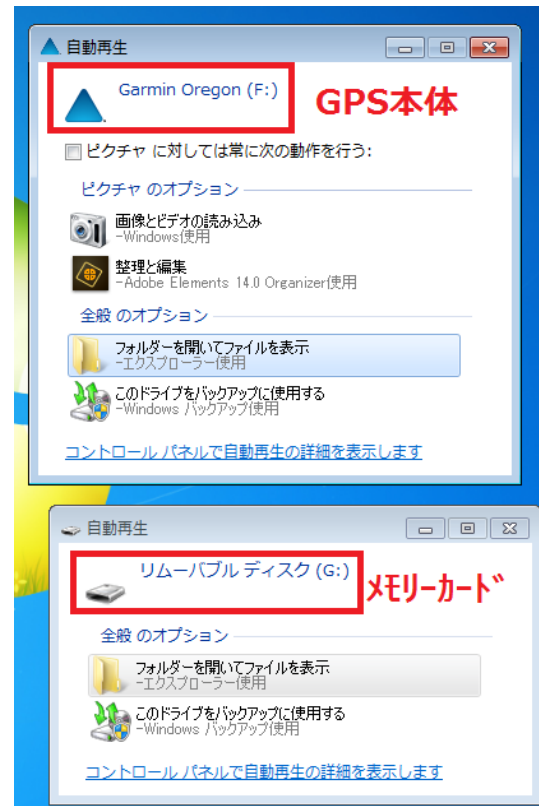 自動再生
Garmin Oregon (F:)
GPS本体
ピクチャ に対しては常に次の動作を行う:
ピクチャ のオプション
画像とビデオの読み込み
-Windows使用
整理と編集
-Adobe Elements 14.0 Organizer使用
全般 のオプション
フォルダーを開いてファイルを表示
-エクスプローラー使用
このドライブをバックアップに使用する
-Windows バックアップ使用
コントロール パネルで自動再生の詳細を表示します
自動再生
リムーバブル ディスク (G:)
メモリーカード
全般 のオプション
フォルダーを開いてファイルを表示
-エクスプローラー使用
このドライブをバックアップに使用する
-Windows バックアップ使用
コントロール パネルで自動再生の詳細を表示します